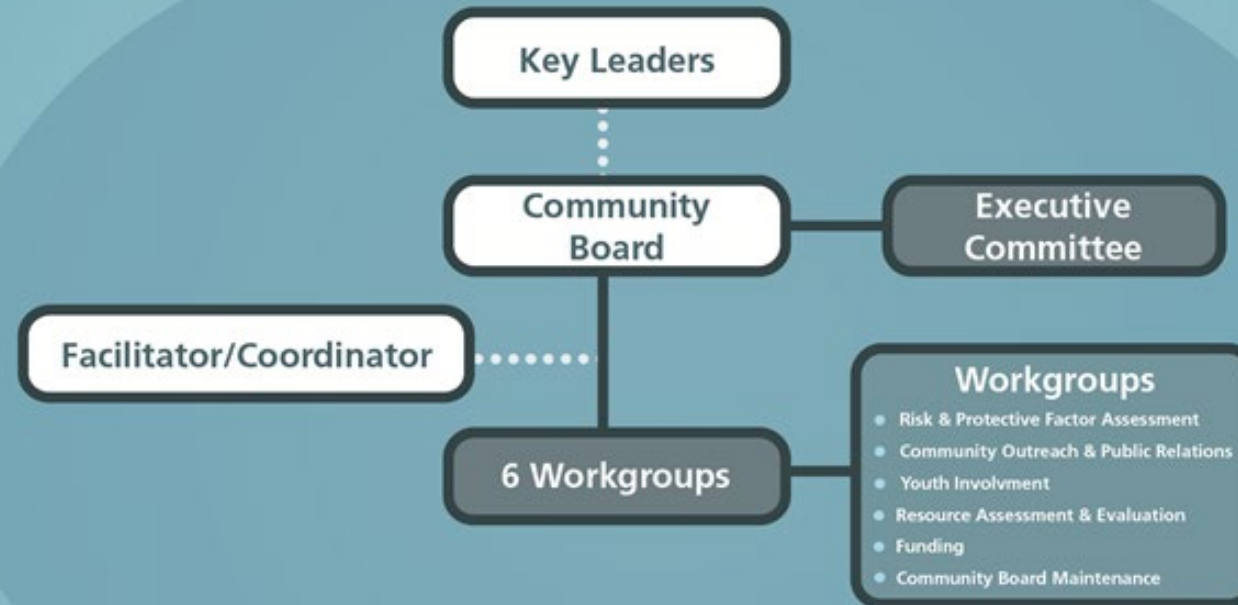 Key Leaders
Community
Board
Executive
Committee
Facilitator/Coordinator
6 Workgroups
Workgroups
Risk & Protective Factor Assessment
Community Outreach & Public Relations
Youth Involvment
Resource Assessment & Evaluation
Funding
Community Board Maintenance